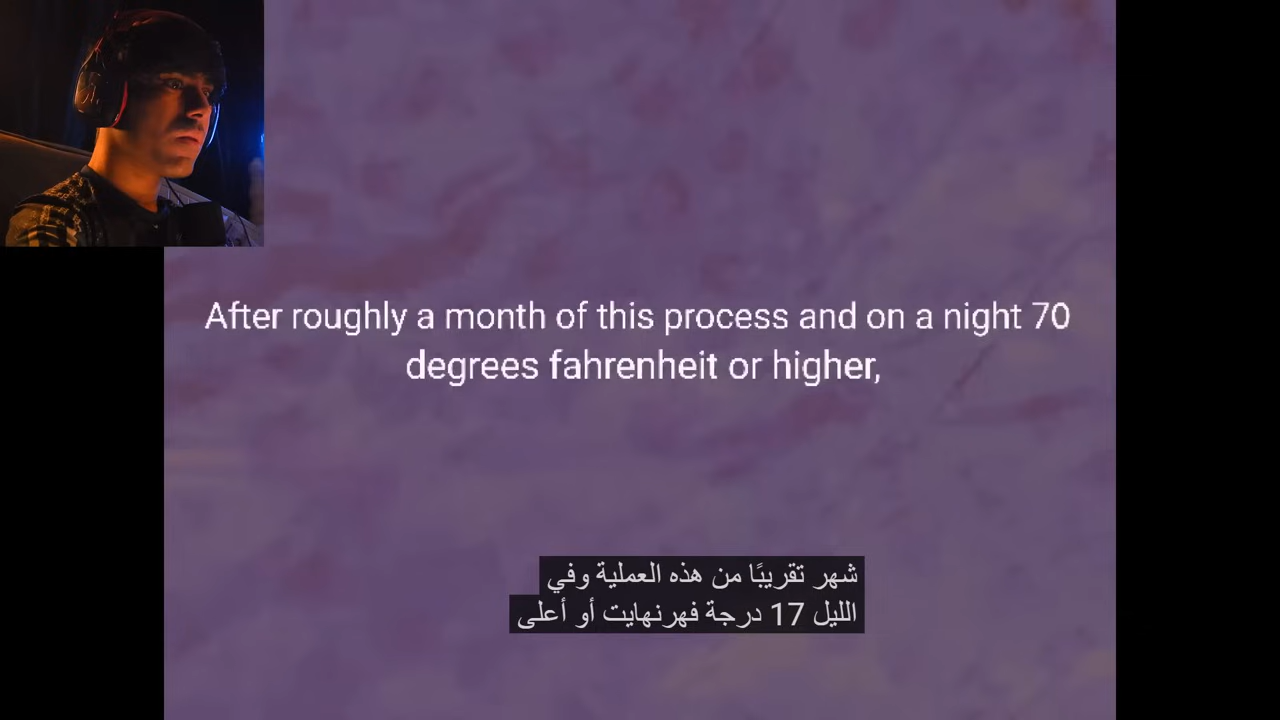 After roughly a month of this process and on a night 70
degrees fahrenheit or higher,
شهر تقريبًا من هذه العملية وفي
الليل 17 درجة فهرنهايت أو أعلى